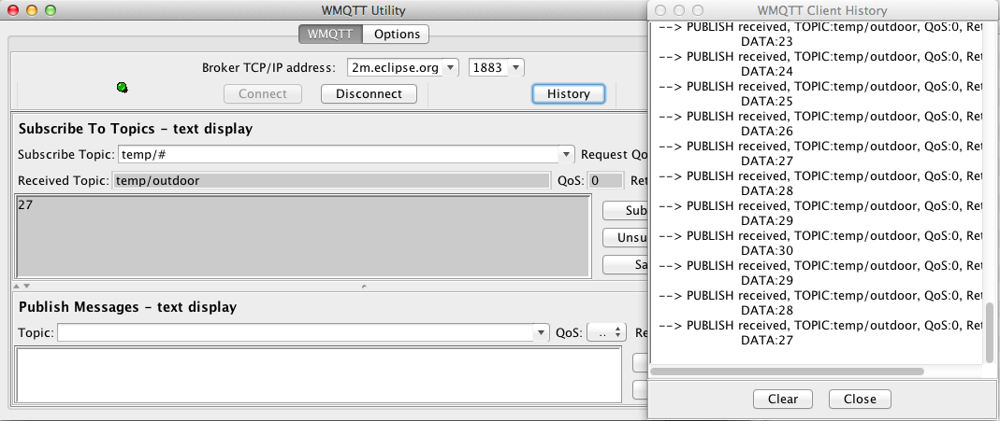 WMQTT Utility
WMQTT Options
Broker TCP/IP address: 2m.eclipse.org 1883
Connect Disconnect History
Subscribe To Topics - text display
Subscribe Topic: temp/# Request Qo
Received Topic: temp/outdoor QoS: 0 Ret
27
Sub
Unsu
Sa
Publish Messages - text display
Topic: QoS: .. Re
WMQTT Client History
--> PUBLISH received, TOPIC:temp/outdoor, QoS:0, Ret
DATA:23
--> PUBLISH received, TOPIC:temp/outdoor, QoS:0, Ret
DATA:24
--> PUBLISH received, TOPIC:temp/outdoor, QoS:0, Ret
DATA:25
--> PUBLISH received, TOPIC:temp/outdoor, QoS:0, Ret
DATA:26
--> PUBLISH received, TOPIC:temp/outdoor, QoS:0, Ret
DATA:27
--> PUBLISH received, TOPIC:temp/outdoor, QoS:0, Ret
DATA:28
--> PUBLISH received, TOPIC:temp/outdoor, QoS:0, Ret
DATA:29
--> PUBLISH received, TOPIC:temp/outdoor, QoS:0, Ret
DATA:30
--> PUBLISH received, TOPIC:temp/outdoor, QoS:0, Ret
DATA:29
--> PUBLISH received, TOPIC:temp/outdoor, QoS:0, Ret
DATA:28
--> PUBLISH received, TOPIC:temp/outdoor, QoS:0, Ret
DATA:27
Clear Close